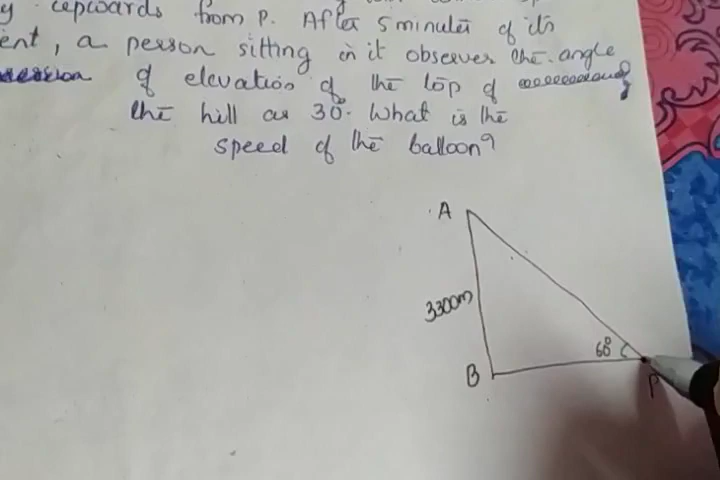 upwards from P. After 5 minutes of its
a person sitting in it observes the angle
of elevation of the top of
the hill as 30°. What is the
speed of the balloon?
A
3300m
60°
B
P